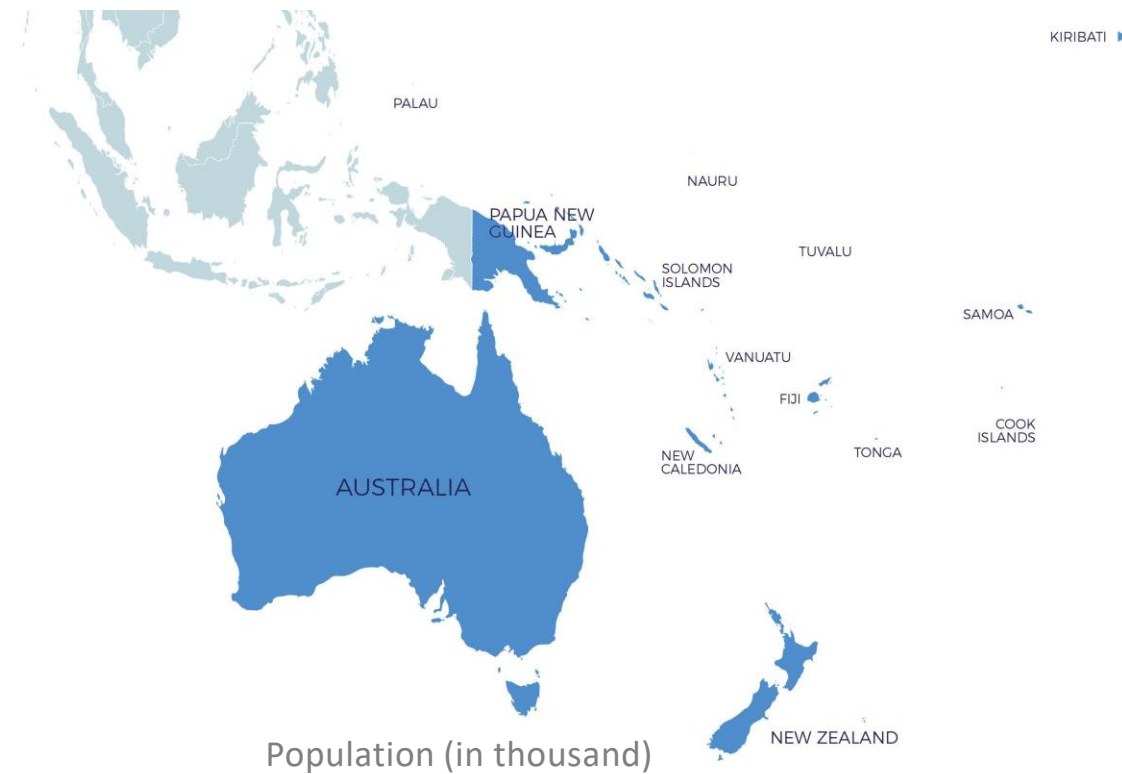 KIRIBATI
PALAU
NAURU
PAPUA NEW
GUINEA
TUVALU
SOLOMON
ISLANDS
SAMOA
VANUATU
FIJI
COOK
ISLANDS
NEW
CALEDONIA
TONGA
AUSTRALIA
NEW ZEALAND
Population (in thousand)